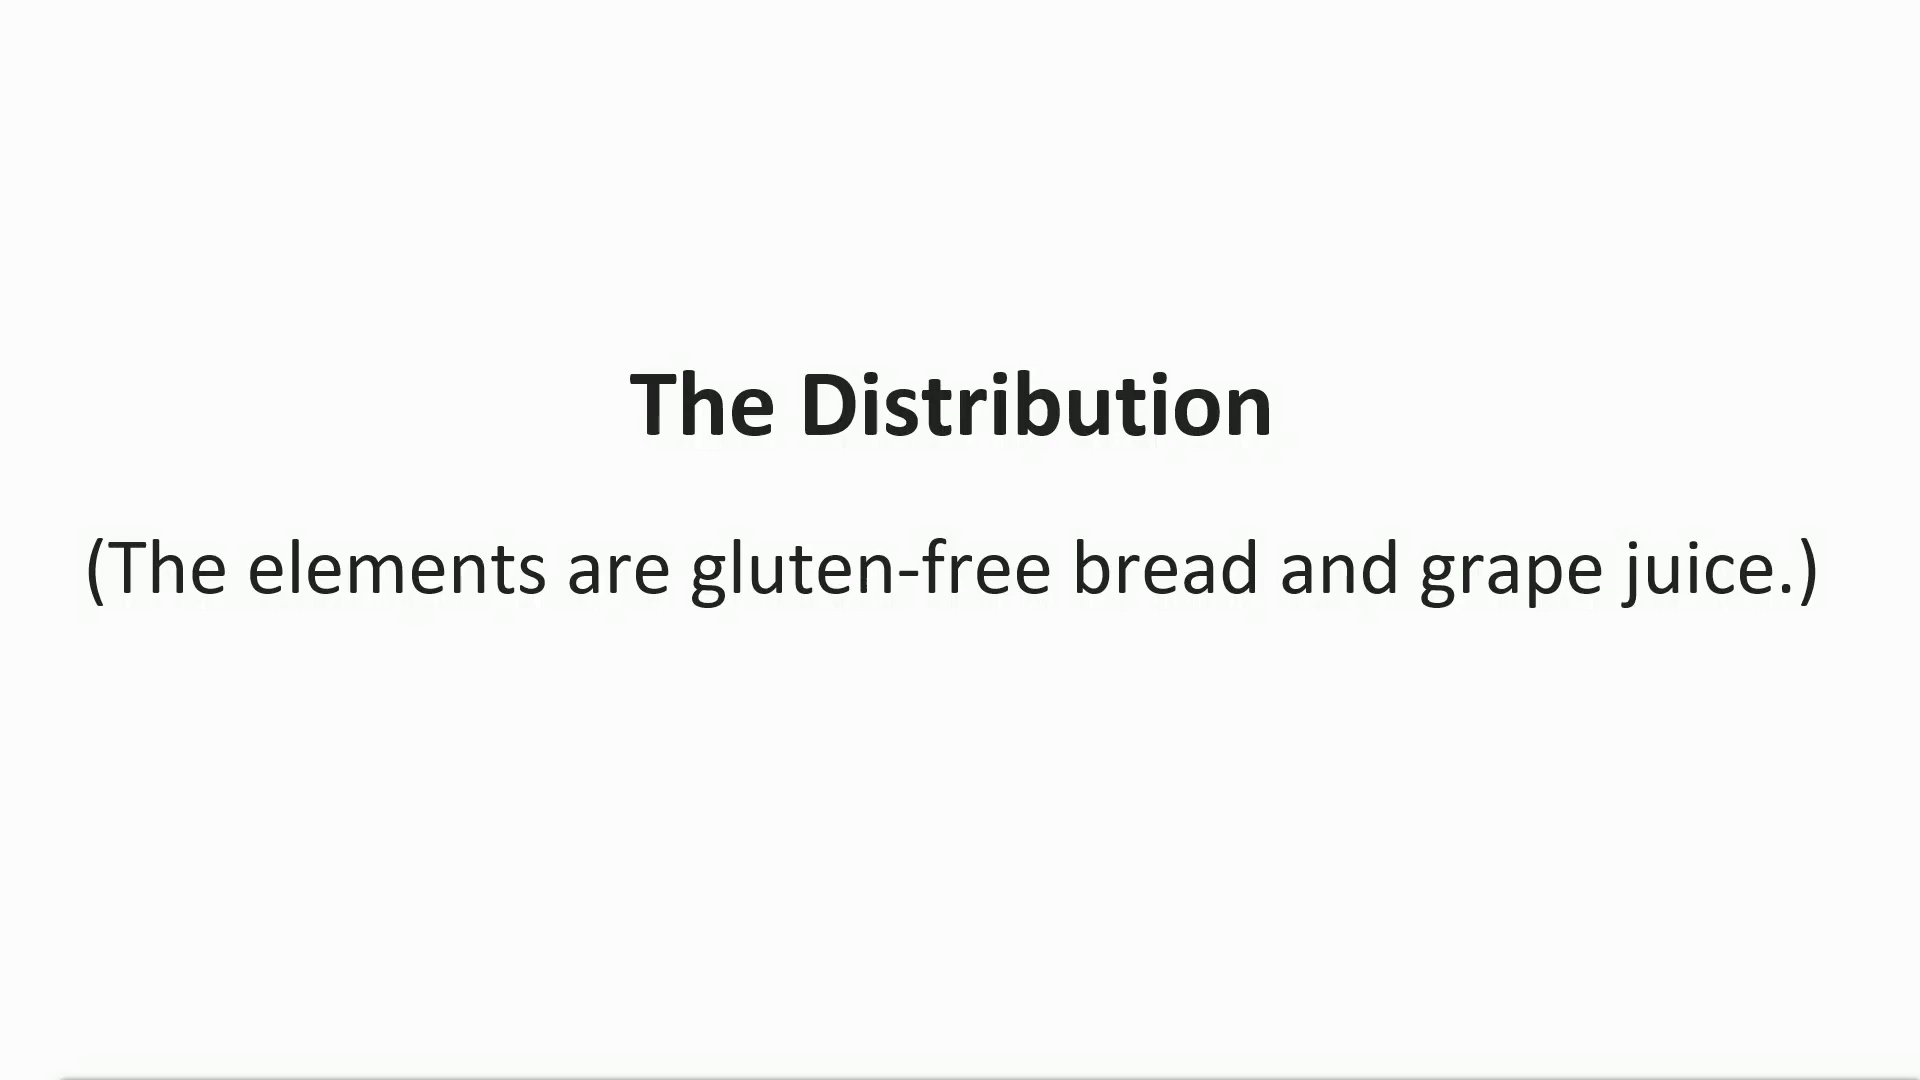 The Distribution
(The elements are gluten-free bread and grape juice.)